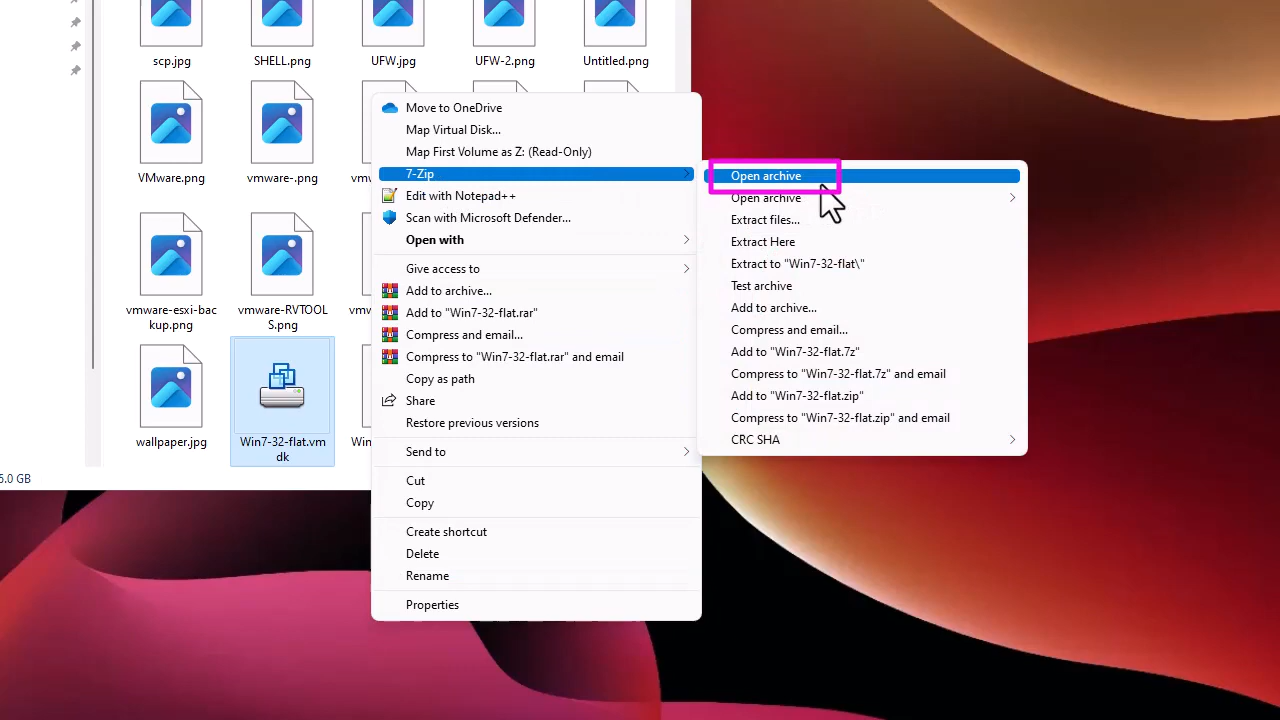 scp.jpg
SHELL.png
UFW.jpg
UFW-2.png
Untitled.png
VMware.png
vmware-.png
vmware-esxi-bac
kup.png
vmware-RVTOOL
S.png
wallpaper.jpg
Win7-32-flat.vm
dk
5.0 GB
Move to OneDrive
Map Virtual Disk...
Map First Volume as Z: (Read-Only)
7-Zip
Edit with Notepad++
Scan with Microsoft Defender...
Open with
Give access to
Add to archive...
Add to "Win7-32-flat.rar"
Compress and email...
Compress to "Win7-32-flat.rar" and email
Copy as path
Share
Restore previous versions
Send to
Cut
Copy
Create shortcut
Delete
Rename
Properties
Open archive
Open archive
Extract files...
Extract Here
Extract to "Win7-32-flat\"
Test archive
Add to archive...
Compress and email...
Add to "Win7-32-flat.7z"
Compress to "Win7-32-flat.7z" and email
Add to "Win7-32-flat.zip"
Compress to "Win7-32-flat.zip" and email
CRC SHA